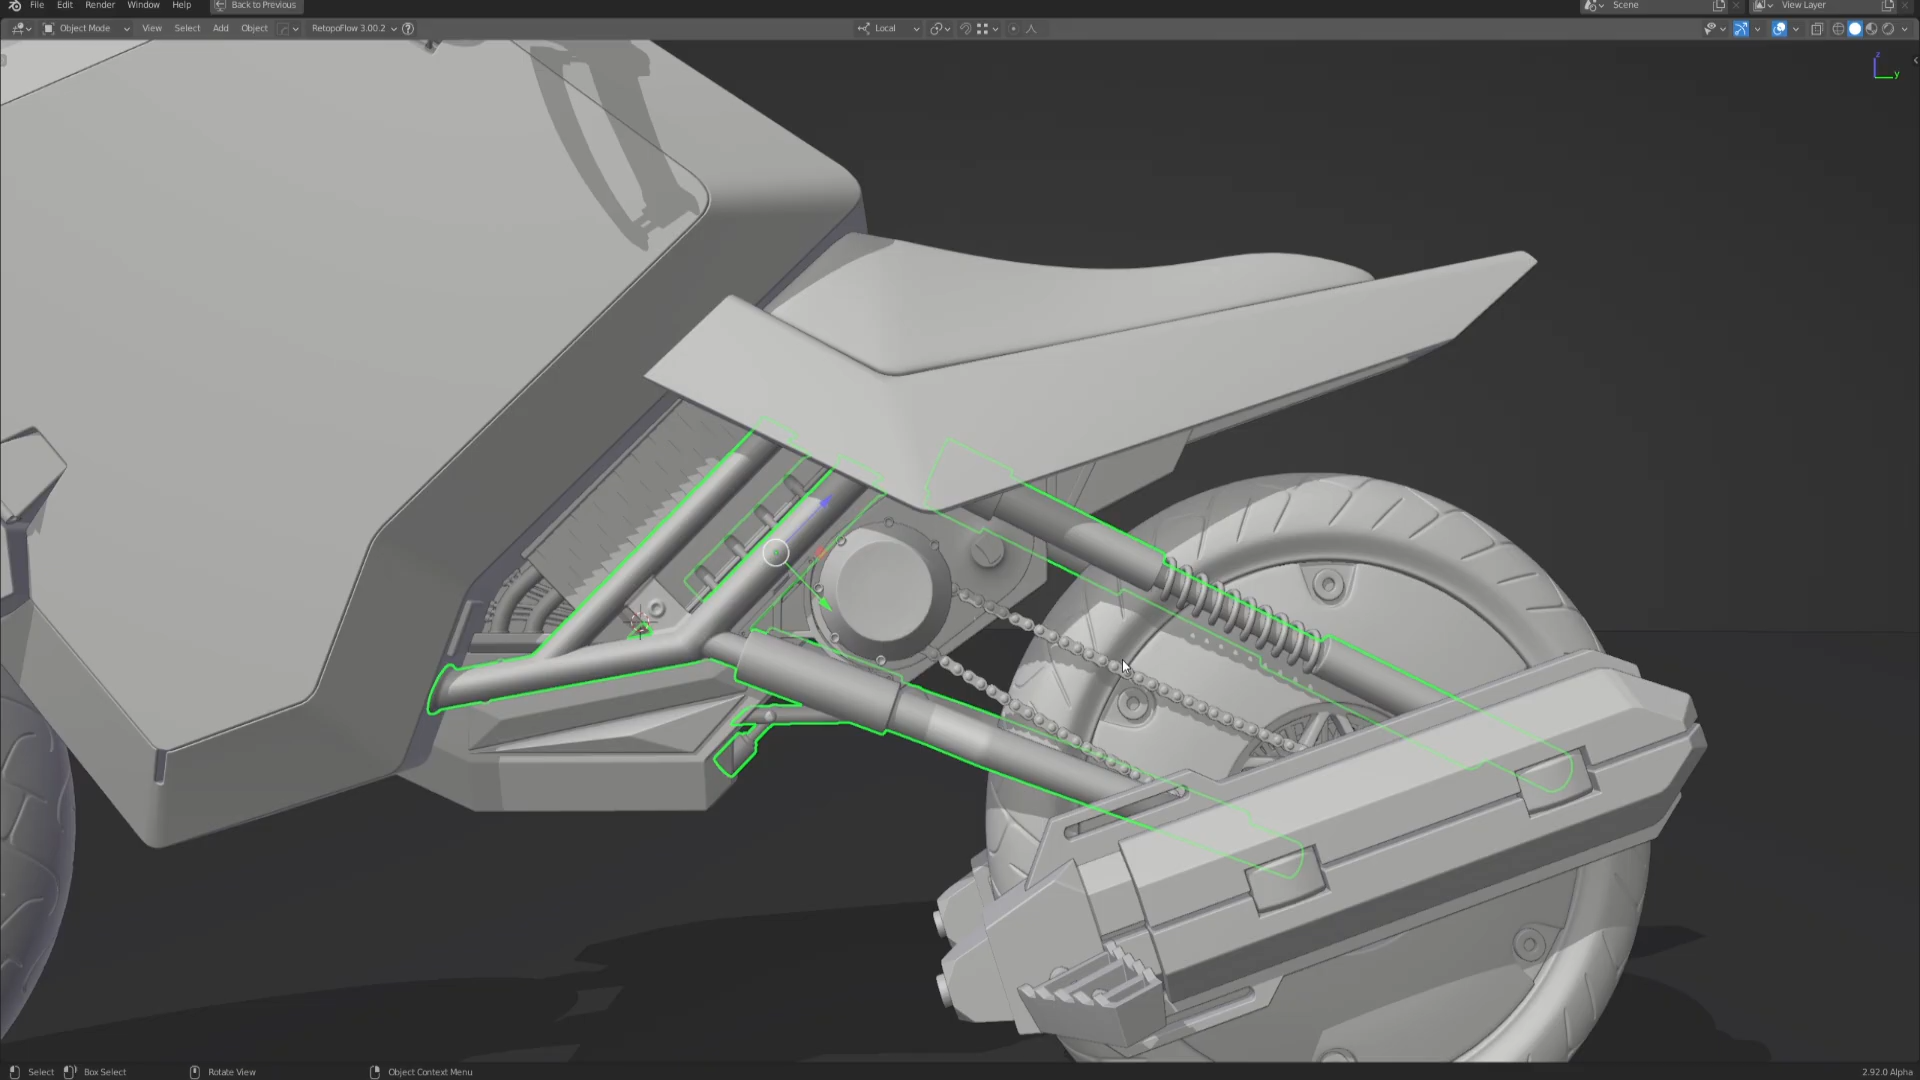 File Edit Render Window Help Back to Previous Scene View Layer
Object Mode View Select Add Object RetopoFlow 3.00.2 Local
z
y
Select Box Select Rotate View Object Context Menu 2.92.0 Alpha